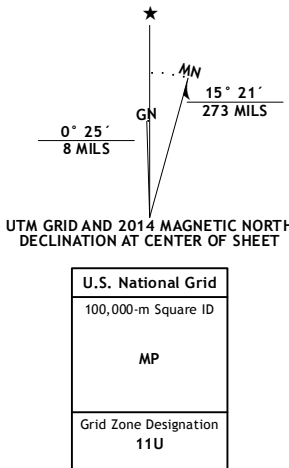 ★
MN
GN
15° 21´
273 MILS
0° 25´
8 MILS
UTM GRID AND 2014 MAGNETIC NORTH
DECLINATION AT CENTER OF SHEET
U.S. National Grid
100,000-m Square ID
MP
Grid Zone Designation
11U